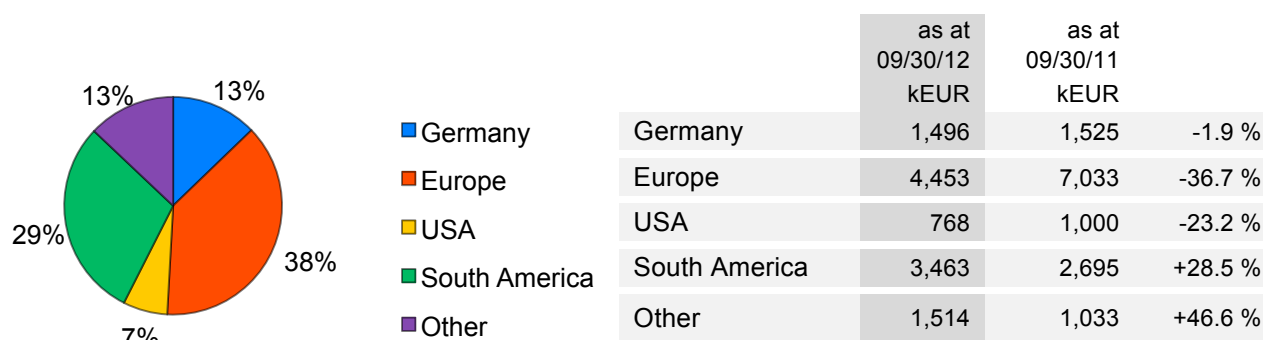 as at as at
09/30/12 09/30/11
kEUR kEUR
13% 13%
29%
38%
7%
Germany
Europe
USA
South America
Other
Germany 1,496 1,525 -1.9 %
Europe 4,453 7,033 -36.7 %
USA 768 1,000 -23.2 %
South America 3,463 2,695 +28.5 %
Other 1,514 1,033 +46.6 %